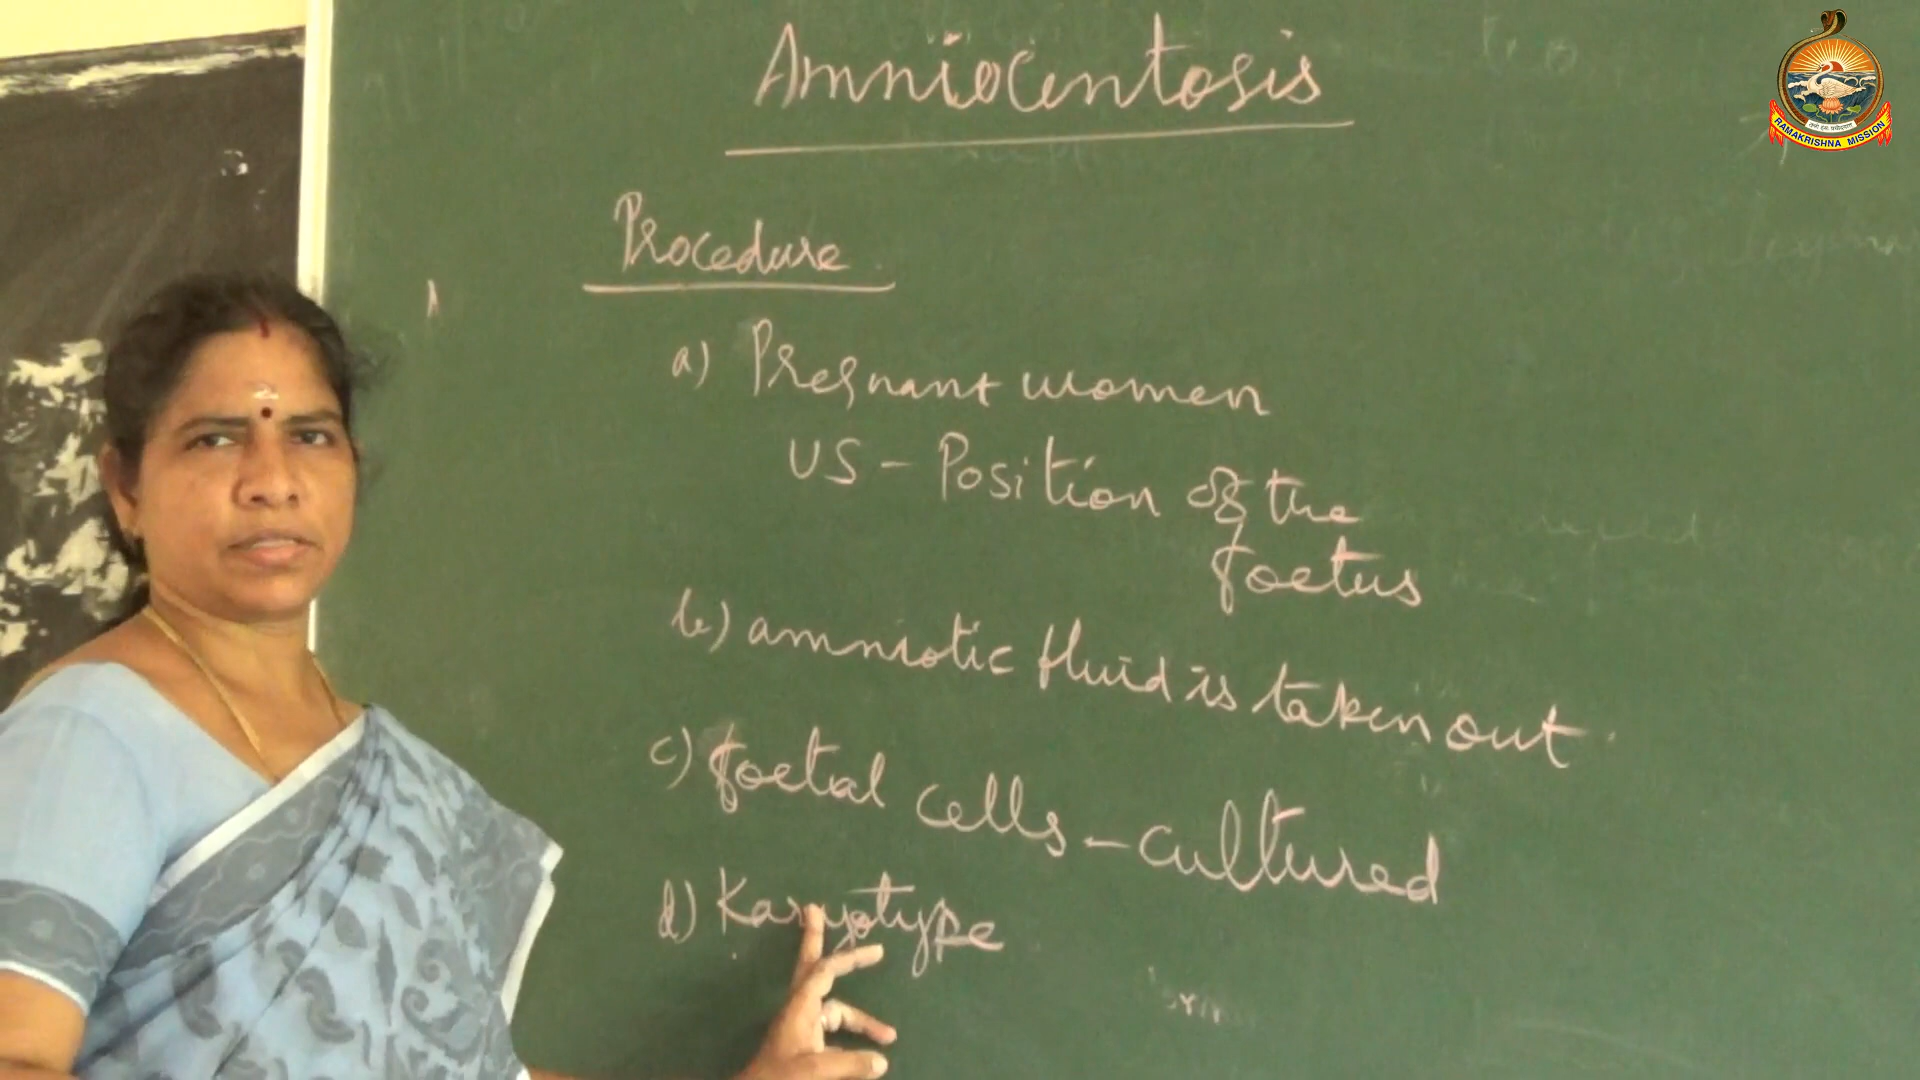 Amniocentosis
Procedure
a) Pregnant women
US - Position of the
foetus
b) amniotic fluid is taken out
c) foetal cells - cultured
d) Karyotype
RAMAKRISHNA MISSION